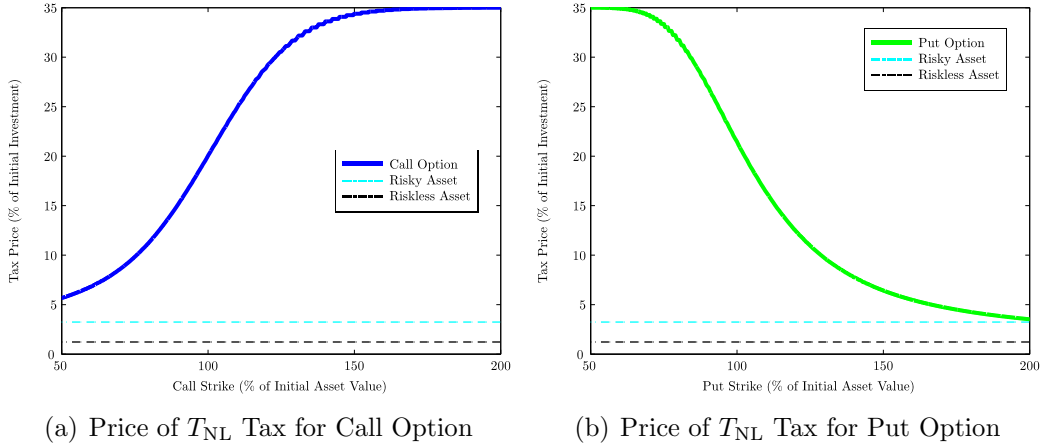 35
30
25
20
15
10
5
0
Tax Price (% of Initial Investment)
Call Option
Risky Asset
Riskless Asset
50
100
150
200
Call Strike (% of Initial Asset Value)
(a) Price of T_NL Tax for Call Option
35
30
25
20
15
10
5
0
Tax Price (% of Initial Investment)
Put Option
Risky Asset
Riskless Asset
50
100
150
200
Put Strike (% of Initial Asset Value)
(b) Price of T_NL Tax for Put Option